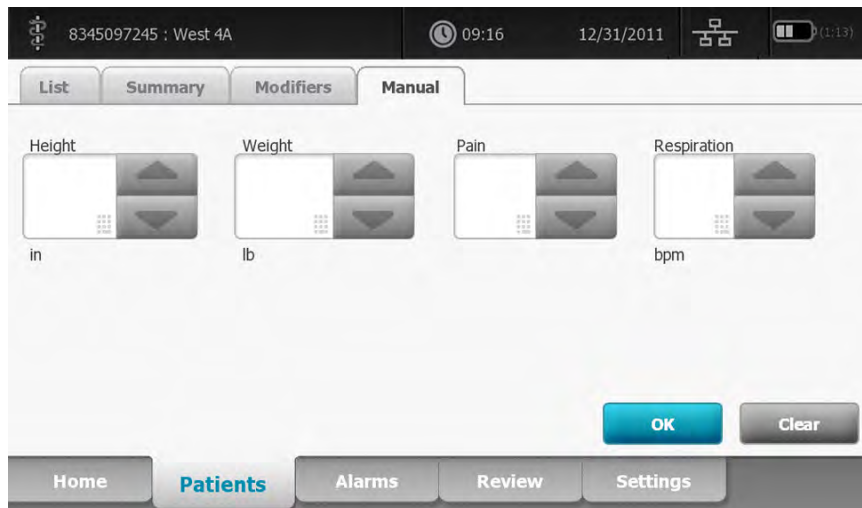 8345097245 : West 4A 09:16 12/31/2011 (1:13)
List Summary Modifiers Manual
Height Weight Pain Respiration
in lb bpm
OK Clear
Home Patients Alarms Review Settings